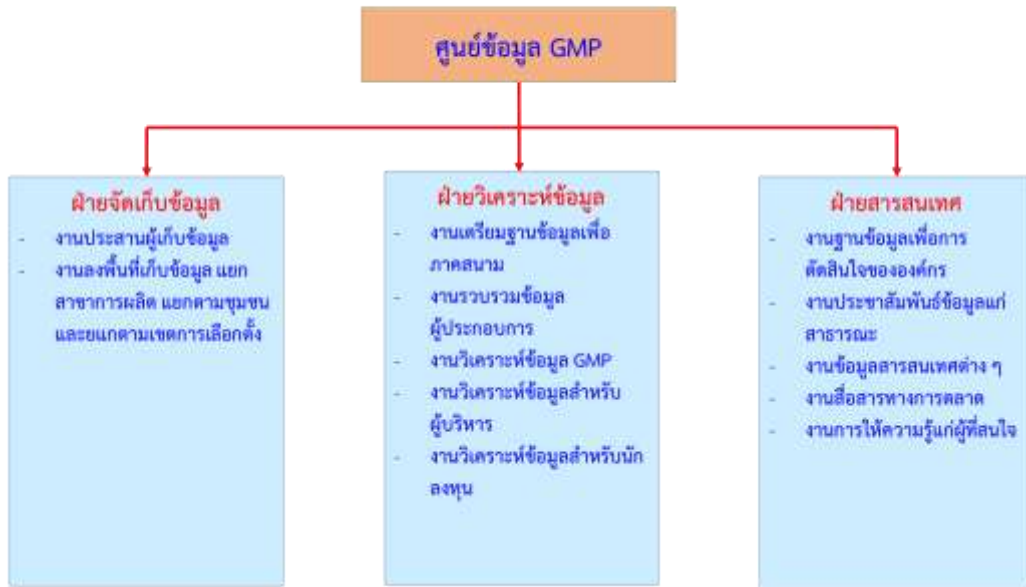 ศูนย์ข้อมูล GMP
ฝ่ายจัดเก็บข้อมูล
- งานประสานผู้เก็บข้อมูล
- งานลงพื้นที่เก็บข้อมูล แยก
สาขาการผลิต แยกตามชุมชน
และยแกตามเขตการเลือกตั้ง
ฝ่ายวิเคราะห์ข้อมูล
- งานเตรียมฐานข้อมูลเพื่อ
ภาคสนาม
- งานรวบรวมข้อมูล
ผู้ประกอบการ
- งานวิเคราะห์ข้อมูล GMP
- งานวิเคราะห์ข้อมูลสำหรับ
ผู้บริหาร
- งานวิเคราะห์ข้อมูลสำหรับนัก
ลงทุน
ฝ่ายสารสนเทศ
- งานฐานข้อมูลเพื่อการ
ตัดสินใจขององค์กร
- งานประชาสัมพันธ์ข้อมูลแก่
สาธารณะ
- งานข้อมูลสารสนเทศต่าง ๆ
- งานสื่อสารทางการตลาด
- งานการให้ความรู้แก่ผู้ที่สนใจ